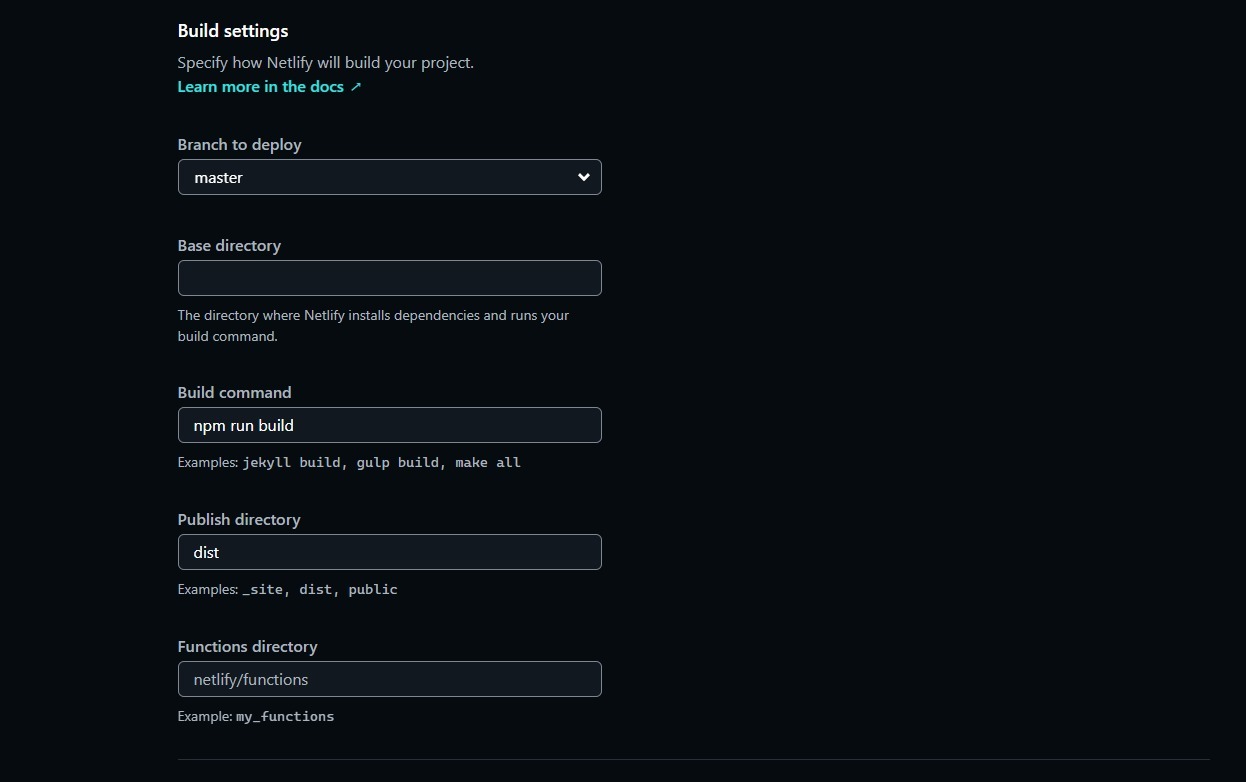 Build settings
Specify how Netlify will build your project.
Learn more in the docs ↗
Branch to deploy
master
Base directory
The directory where Netlify installs dependencies and runs your
build command.
Build command
npm run build
Examples: jekyll build, gulp build, make all
Publish directory
dist
Examples: _site, dist, public
Functions directory
netlify/functions
Example: my_functions